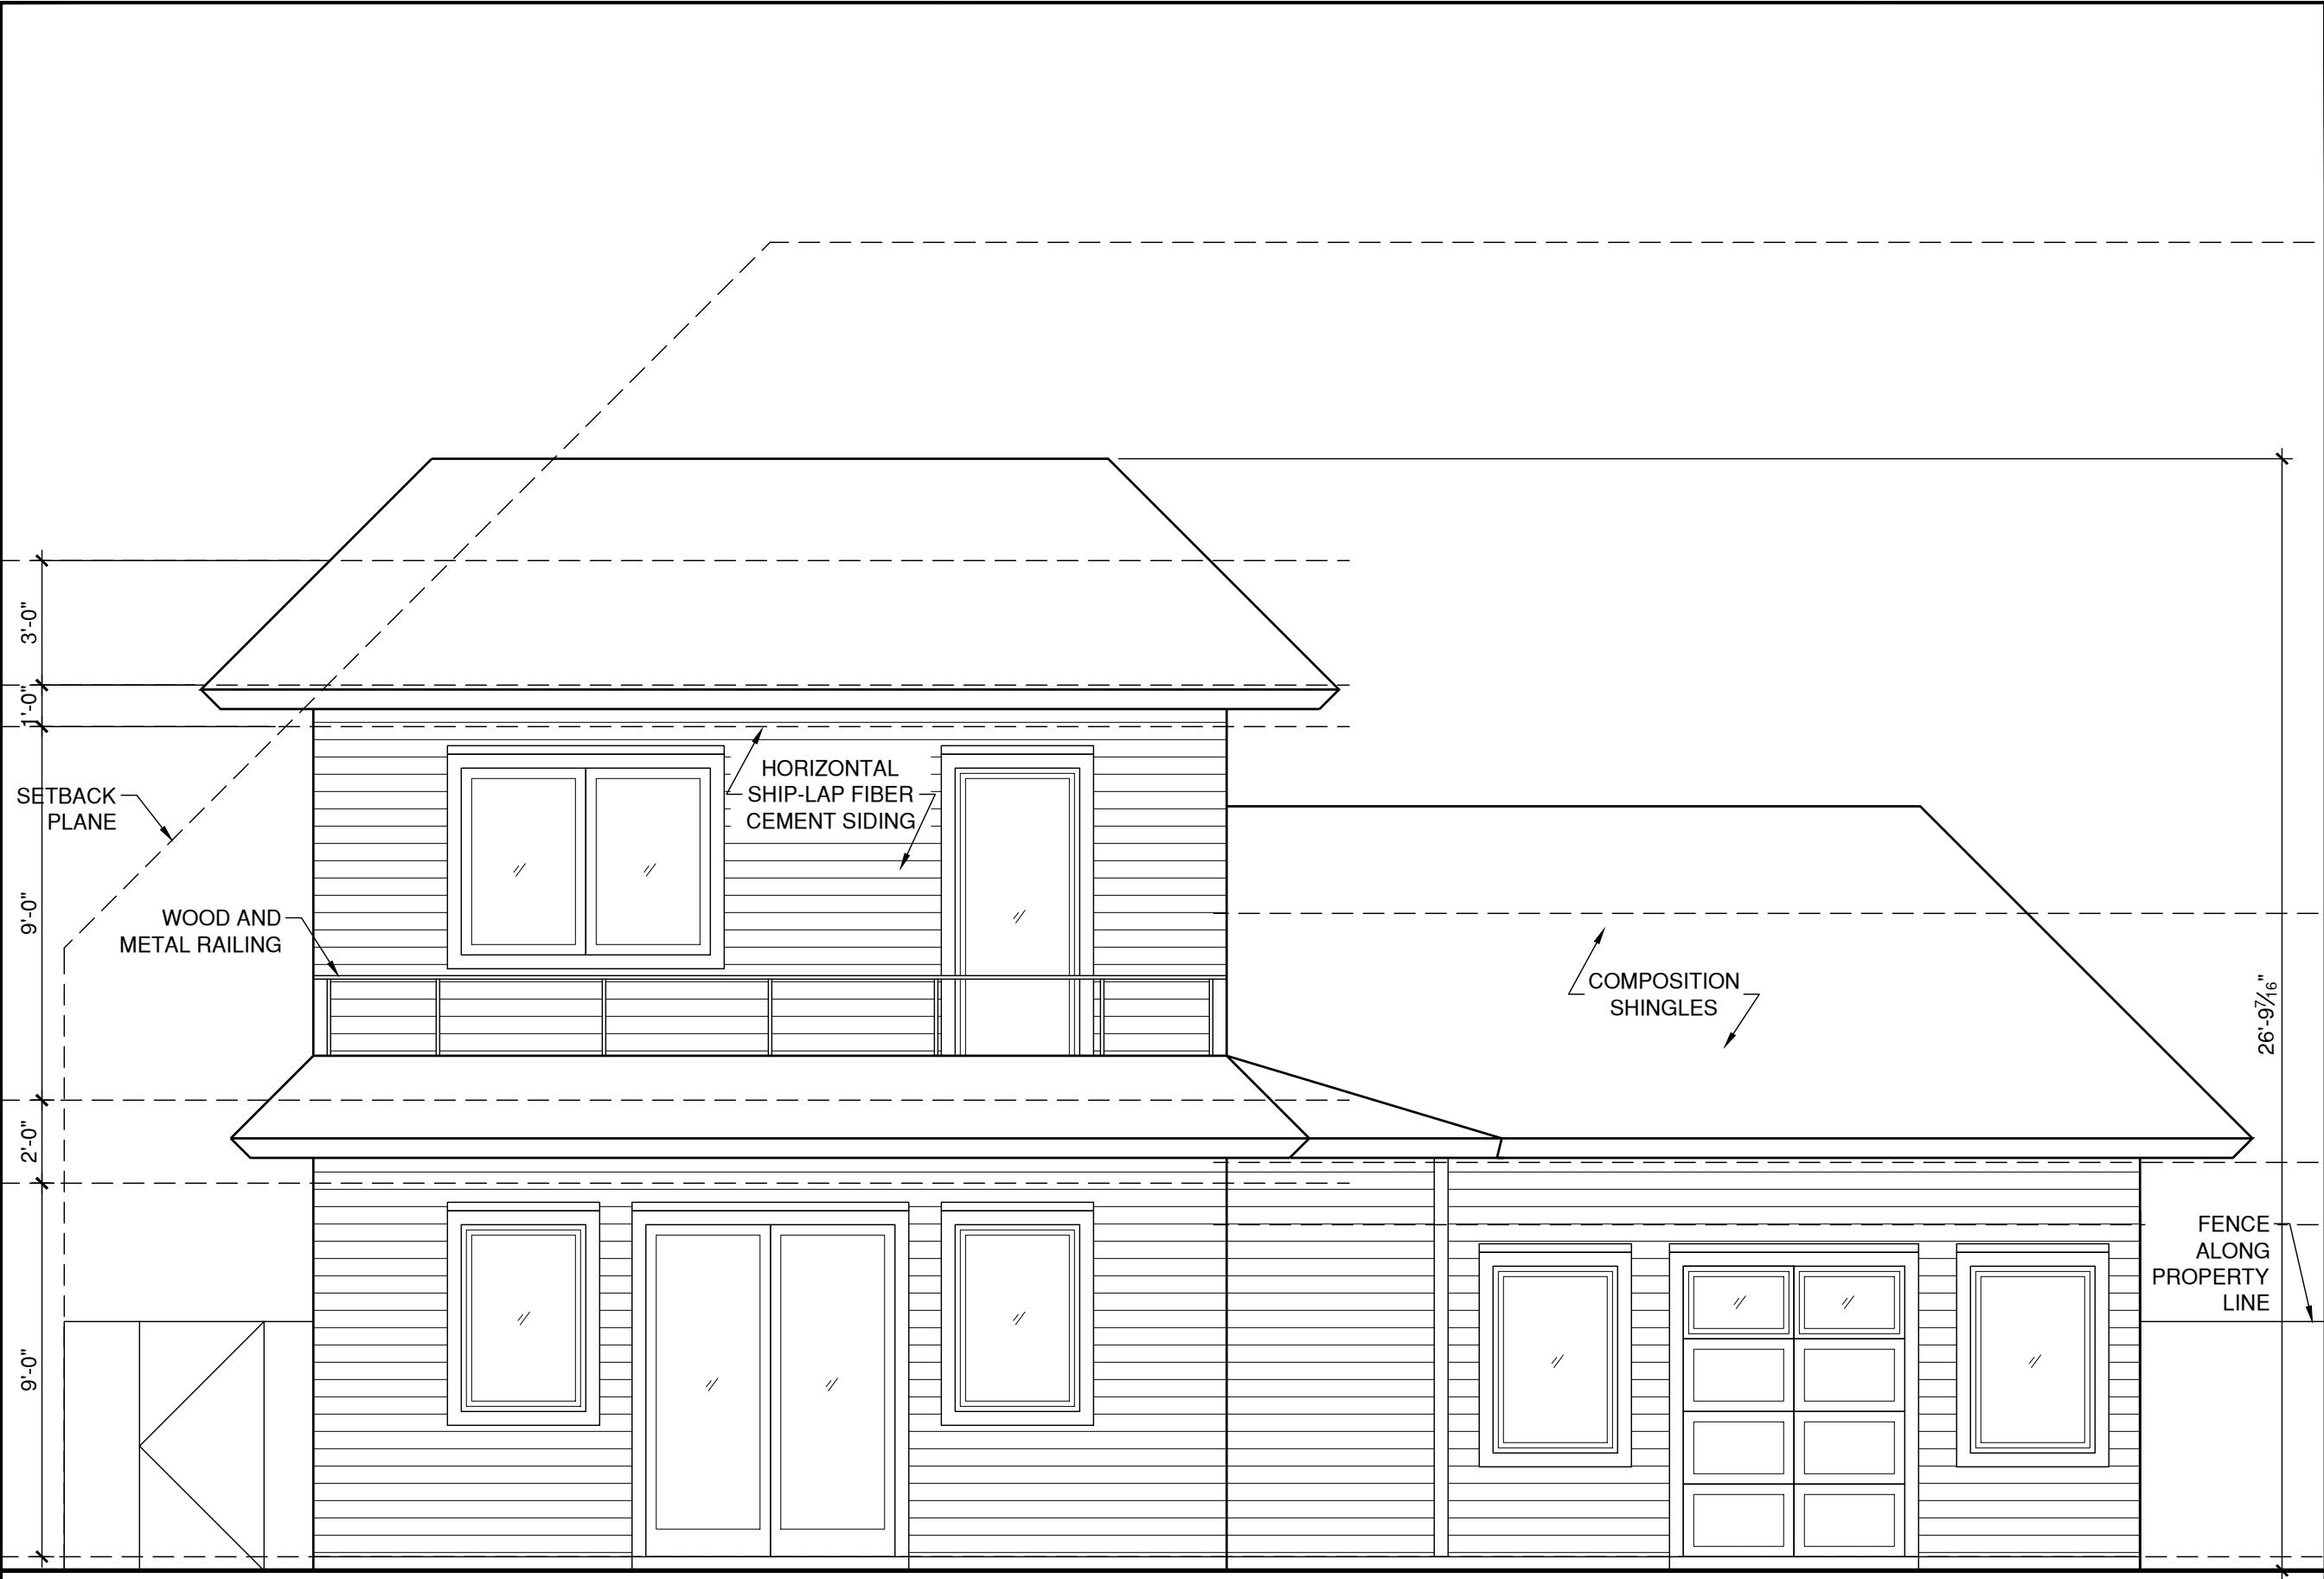 3'-0"
1'-0"
HORIZONTAL
SHIP-LAP FIBER
CEMENT SIDING
SETBACK
PLANE
9'-0"
WOOD AND
METAL RAILING
COMPOSITION
SHINGLES
26'-9 7/16"
2'-0"
FENCE
ALONG
PROPERTY
LINE
9'-0"